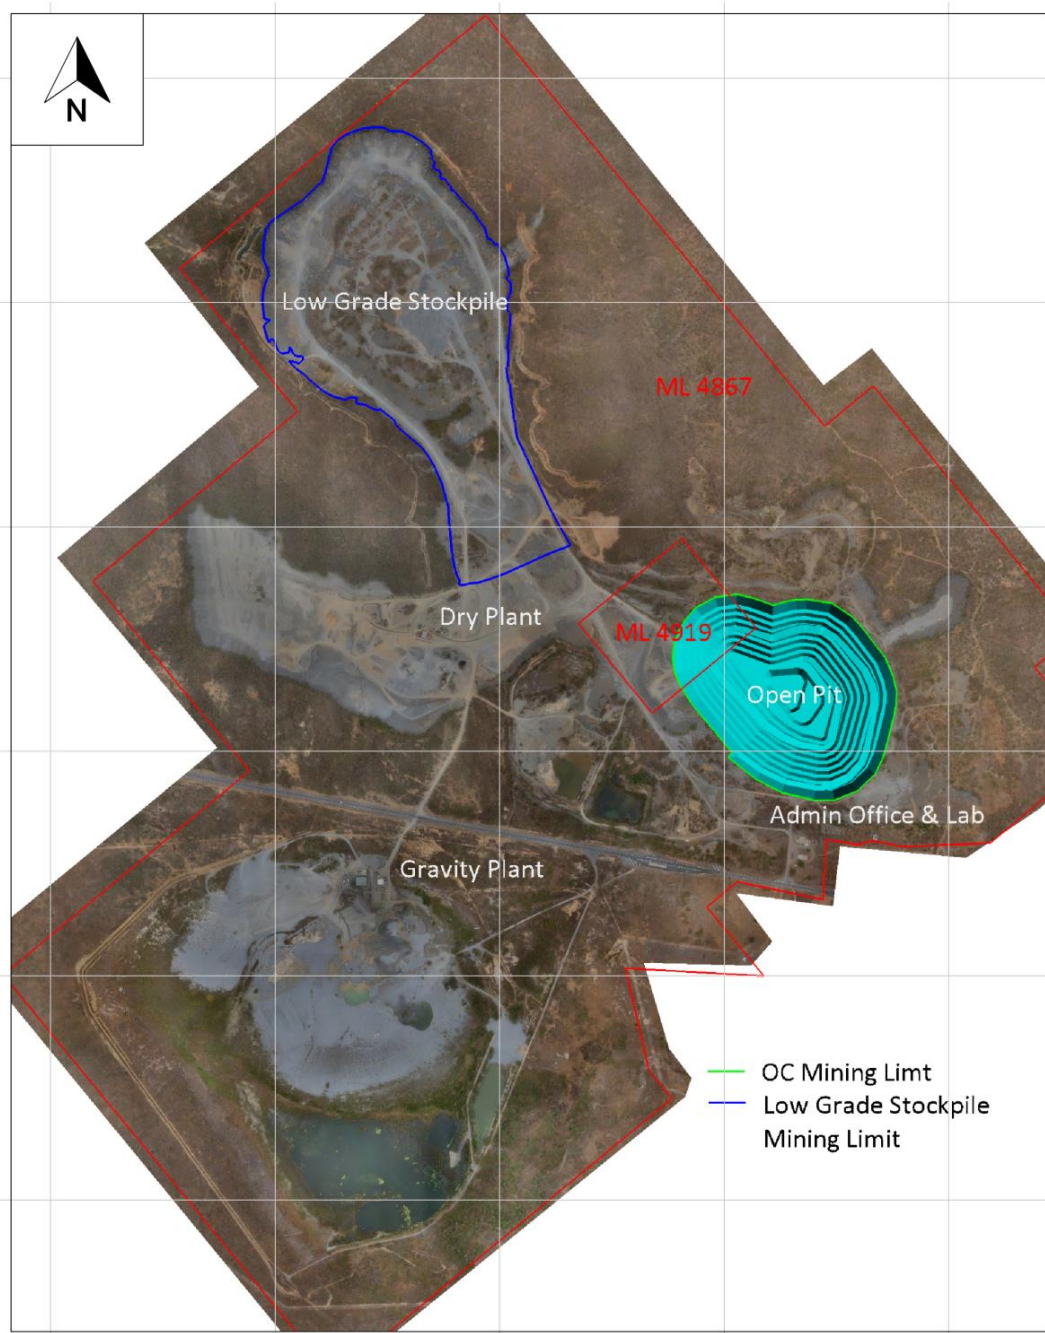 N
Low Grade Stockpile
ML 4867
Dry Plant
ML 4919
Open Pit
Admin Office & Lab
Gravity Plant
OC Mining Limt
Low Grade Stockpile
Mining Limit